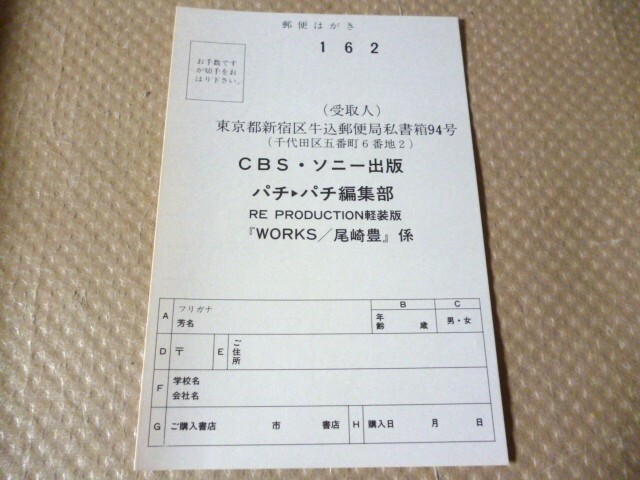 郵便はがき
162
お手数です
が切手をお
はり下さい。
(受取人)
東京都新宿区牛込郵便局私書箱94号
(千代田区五番町6番地2)
CBS・ソニー出版
パチ▸パチ編集部
RE PRODUCTION軽装版
『WORKS/尾崎豊』係
A フリガナ
芳名
B 年齢 歳
C 男・女
D 〒
E ご住所
F 学校名
会社名
G ご購入書店 市 書店
H 購入日 月 日